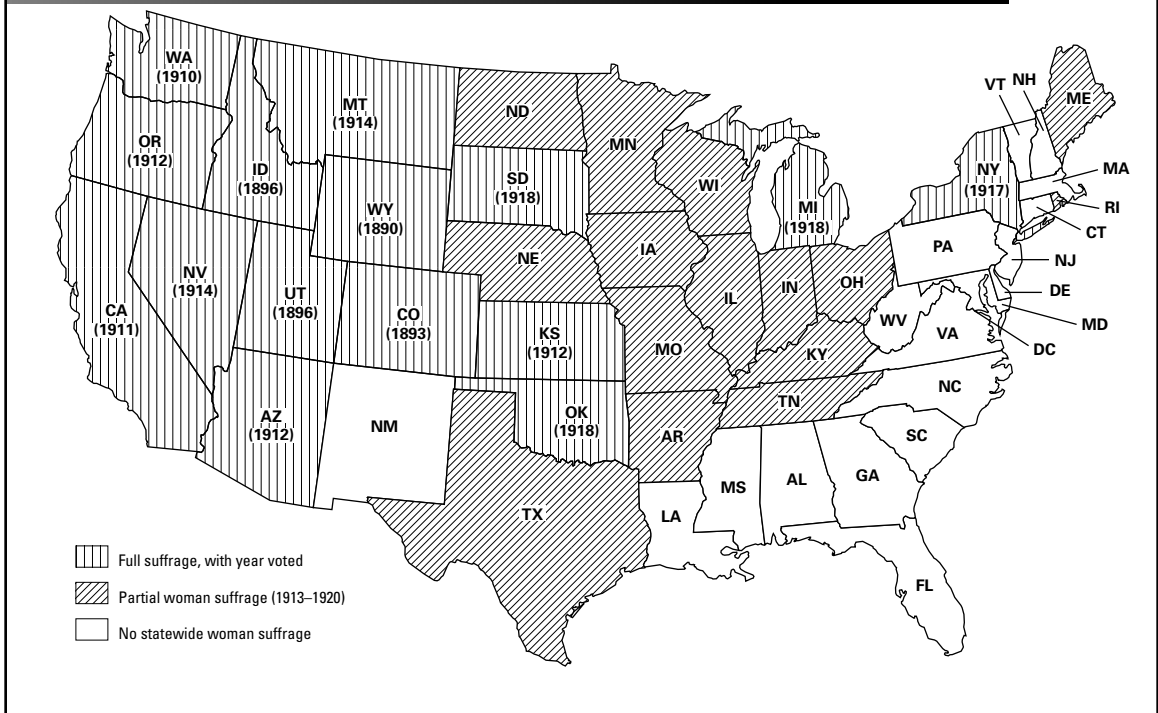 WA
(1910)
MT
(1914)
ND
MN
VT
NH
ME
OR
(1912)
ID
(1896)
SD
(1918)
WI
MI
(1918)
NY
(1917)
MA
RI
CT
WY
(1890)
NE
IA
PA
NJ
NV
(1914)
UT
(1896)
CO
(1893)
IL
IN
OH
DE
MD
CA
(1911)
KS
(1912)
MO
KY
WV
VA
DC
AZ
(1912)
NM
OK
(1918)
AR
TN
NC
SC
TX
LA
MS
AL
GA
FL
Full suffrage, with year voted
Partial woman suffrage (1913–1920)
No statewide woman suffrage